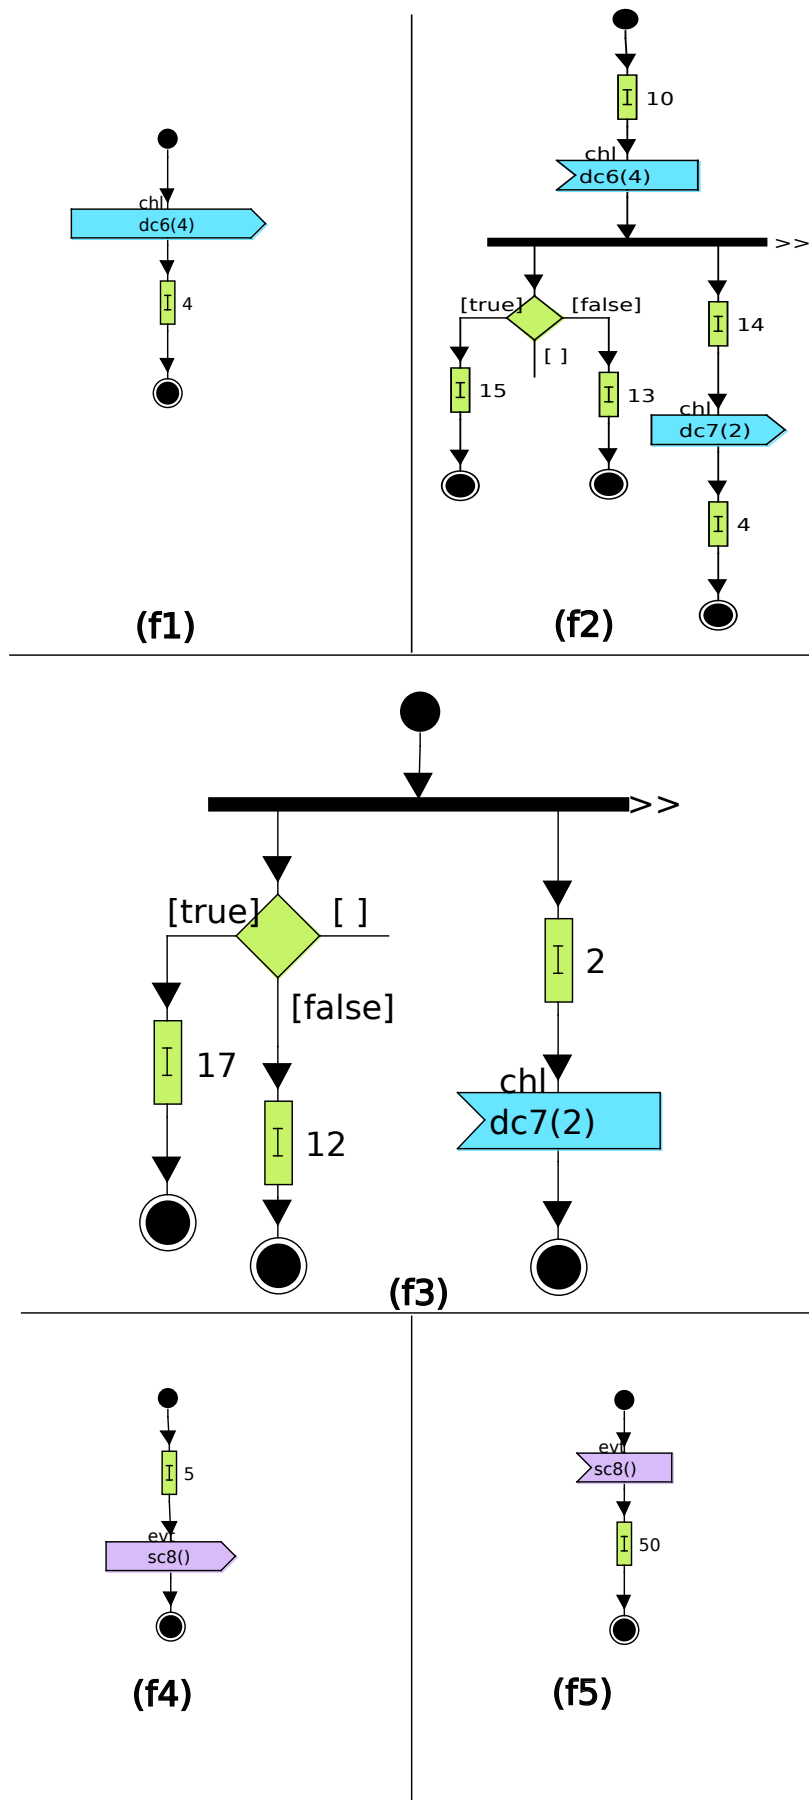 chl
dc6(4)
4
(f1)
10
chl
dc6(4)
>>
[true]
[false]
[ ]
15
13
14
chl
dc7(2)
4
(f2)
>>
[true]
[ ]
[false]
17
12
2
chl
dc7(2)
(f3)
5
evt
sc8()
(f4)
evt
sc8()
50
(f5)